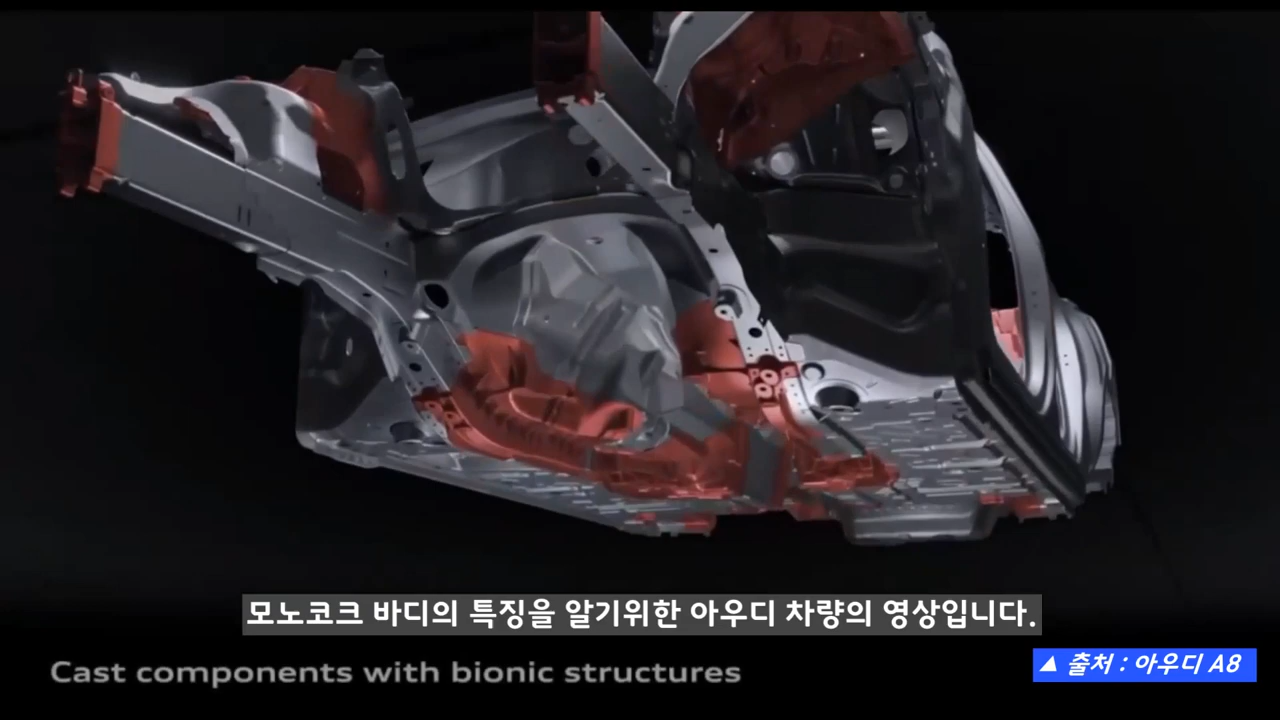 모노코크 바디의 특징을 알기위한 아우디 차량의 영상입니다.
Cast components with bionic structures
▲ 출처 : 아우디 A8